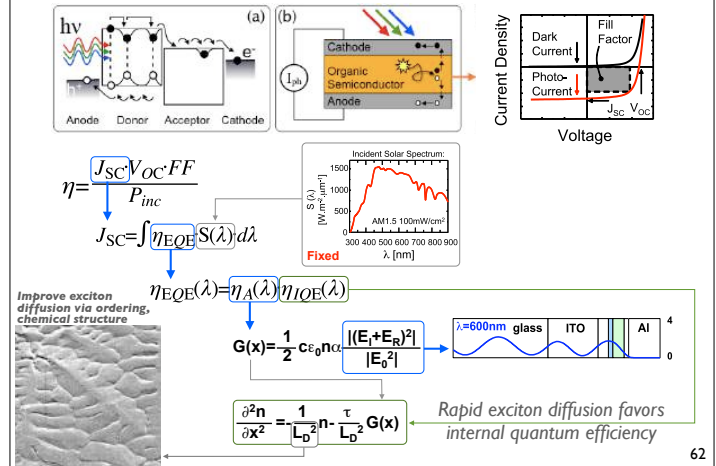 (a)
hν
h⁺
e⁻
Anode Donor Acceptor Cathode
(b)
Cathode
Organic
Semiconductor
Anode
I_ph
Current Density
Dark
Current
Fill
Factor
Photo-
Current
J_SC V_OC
Voltage
η = J_SC·V_OC·FF / P_inc
Incident Solar Spectrum:
S (λ)
[W.m⁻².μm⁻¹]
1500
1000
500
0
AM1.5 100mW/cm²
300 400 500 600 700 800 900
λ [nm]
Fixed
J_SC=∫ η_EQE·S(λ)·dλ
η_EQE(λ)=η_A(λ)·η_IQE(λ)
Improve exciton
diffusion via ordering,
chemical structure
G(x)=1/2 cε₀nα |(E_I+E_R)²| / |E₀²|
λ=600nm glass ITO Al
4
0
∂²n/∂x² =-1/L_D² n- τ/L_D² G(x)
Rapid exciton diffusion favors
internal quantum efficiency
62